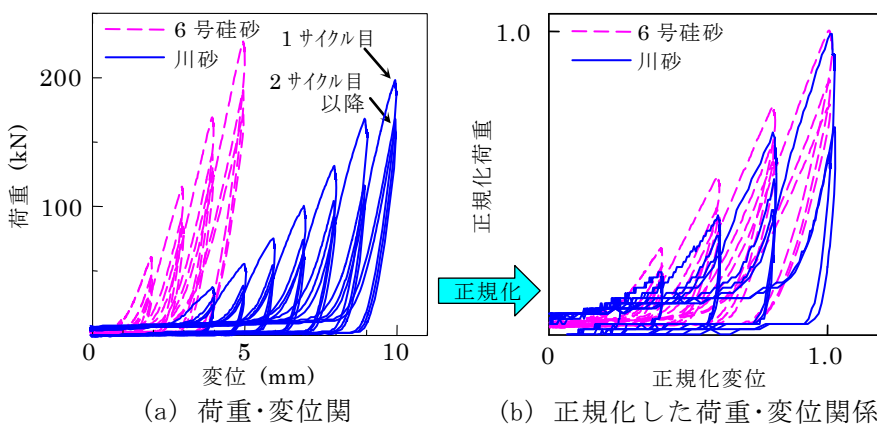 6号硅砂
川砂
1サイクル目
2サイクル目
以降
200
100
0
5
10
荷重 (kN)
変位 (mm)
(a) 荷重・変位関
正規化
6号硅砂
川砂
1.0
0
1.0
正規化荷重
正規化変位
(b) 正規化した荷重・変位関係